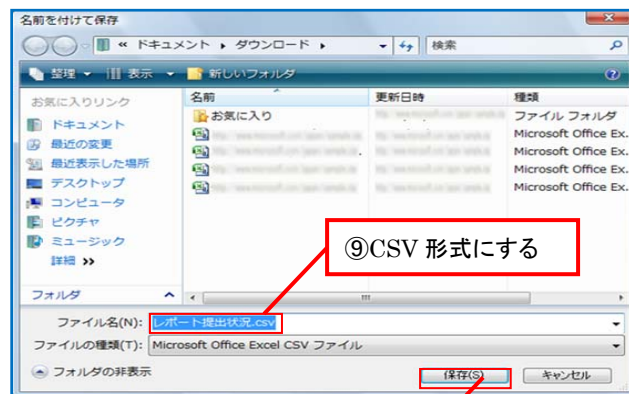 名前を付けて保存
« ドキュメント ▸ ダウンロード ▸
検索
整理 表示 新しいフォルダ
お気に入りリンク
ドキュメント
最近の変更
最近表示した場所
デスクトップ
コンピュータ
ピクチャ
ミュージック
詳細 >>
フォルダ
名前 更新日時 種類
お気に入り ファイル フォルダ
Microsoft Office Ex.
Microsoft Office Ex.
Microsoft Office Ex.
⑨CSV 形式にする
ファイル名(N): レポート提出状況.csv
ファイルの種類(T): Microsoft Office Excel CSV ファイル
フォルダの非表示
保存(S) キャンセル